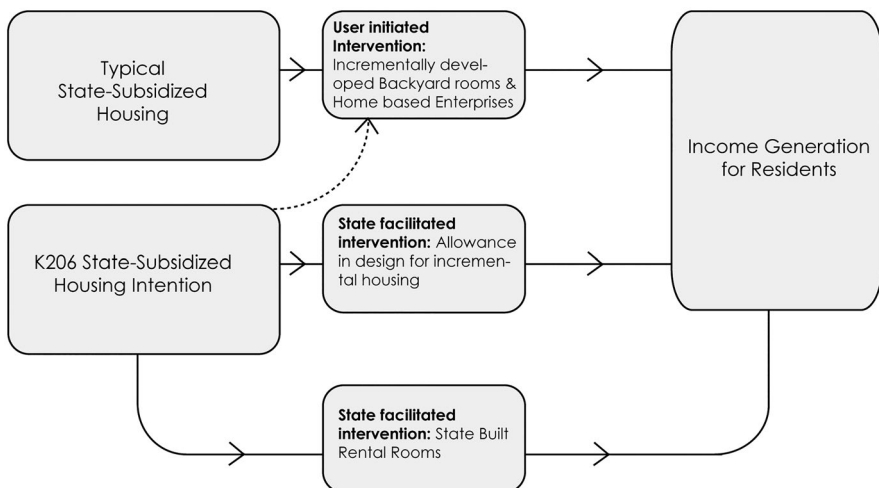 Typical
State-Subsidized
Housing
User initiated
Intervention:
Incrementally devel-
oped Backyard rooms &
Home based Enterprises
Income Generation
for Residents
K206 State-Subsidized
Housing Intention
State facilitated
intervention: Allowance
in design for incremen-
tal housing
State facilitated
intervention: State Built
Rental Rooms